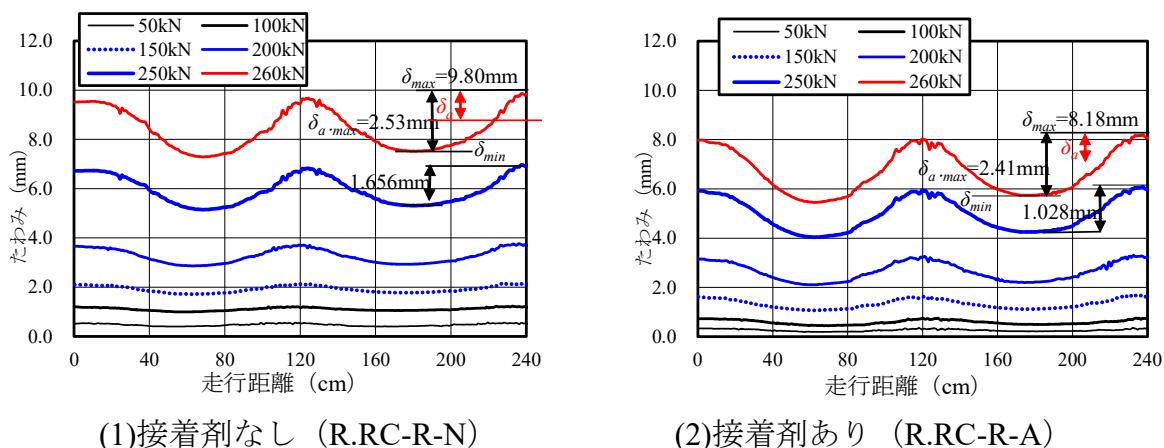 50kN 100kN
150kN 200kN
250kN 260kN
12.0
10.0
8.0
6.0
4.0
2.0
0.0
たわみ (mm)
δmax=9.80mm
δa
δa・max=2.53mm
δmin
1.656mm
0 40 80 120 160 200 240
走行距離 (cm)
(1)接着剤なし (R.RC-R-N)
50kN 100kN
150kN 200kN
250kN 260kN
12.0
10.0
8.0
6.0
4.0
2.0
0.0
たわみ (mm)
δmax=8.18mm
δa
δa・max=2.41mm
δmin
1.028mm
0 40 80 120 160 200 240
走行距離 (cm)
(2)接着剤あり (R.RC-R-A)